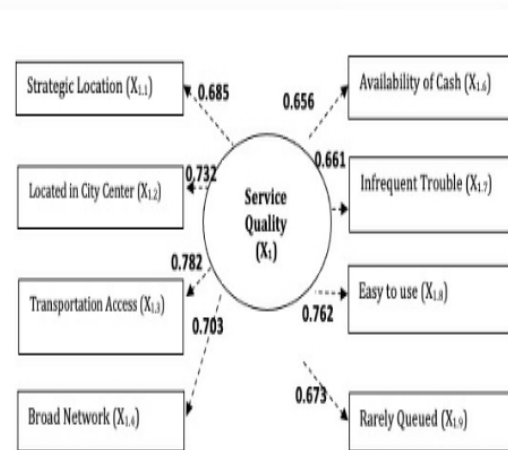 Strategic Location (X₁.₁)
0.685
0.656
Availability of Cash (X₁.₆)
Located in City Center (X₁.₂)
0.732
0.661
Infrequent Trouble (X₁.₇)
Service
Quality
(X₁)
Transportation Access (X₁.₃)
0.782
0.762
Easy to use (X₁.₈)
0.703
Broad Network (X₁.₄)
0.673
Rarely Queued (X₁.₉)